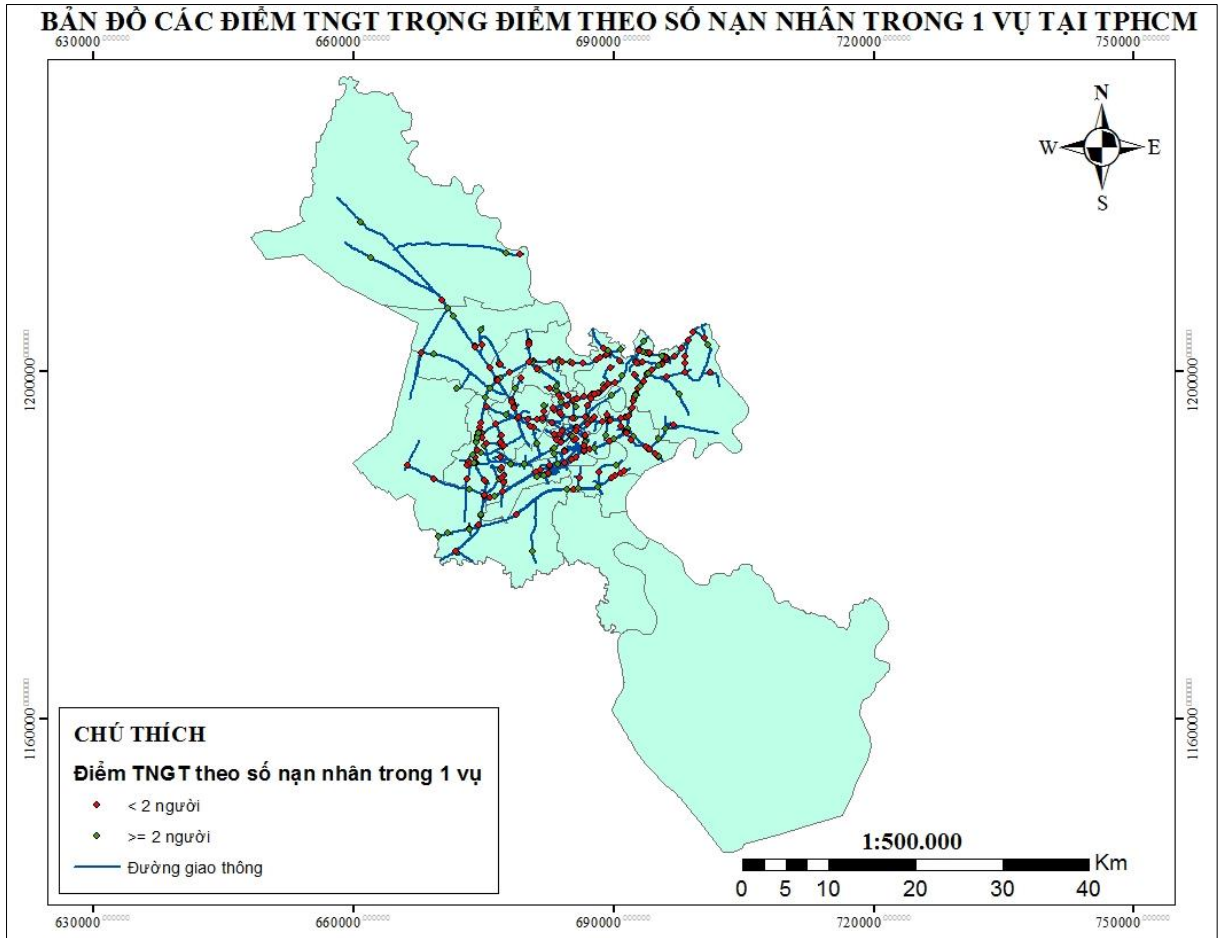 BẢN ĐỒ CÁC ĐIỂM TNGT TRỌNG ĐIỂM THEO SỐ NẠN NHÂN TRONG 1 VỤ TẠI TPHCM
630000 660000 690000 720000 750000
N
W E
S
1200000 1200000
1160000 1160000
CHÚ THÍCH
Điểm TNGT theo số nạn nhân trong 1 vụ
< 2 người
>= 2 người
Đường giao thông
1:500.000
Km
0 5 10 20 30 40
630000 660000 690000 720000 750000